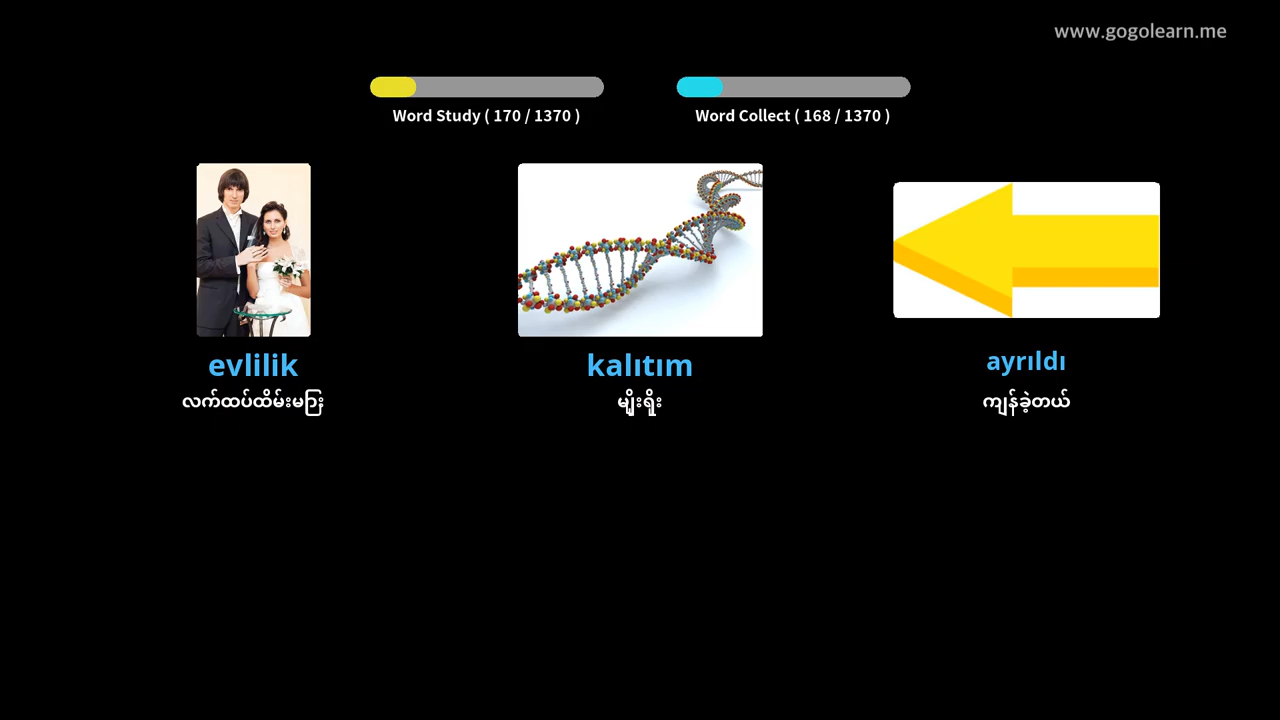 www.gogolearn.me
Word Study ( 170 / 1370 )
Word Collect ( 168 / 1370 )
evlilik
kalıtım
ayrıldı
လက်ထပ်ထိမ်းမြား
မျိုးရိုး
ကျန်ခဲ့တယ်